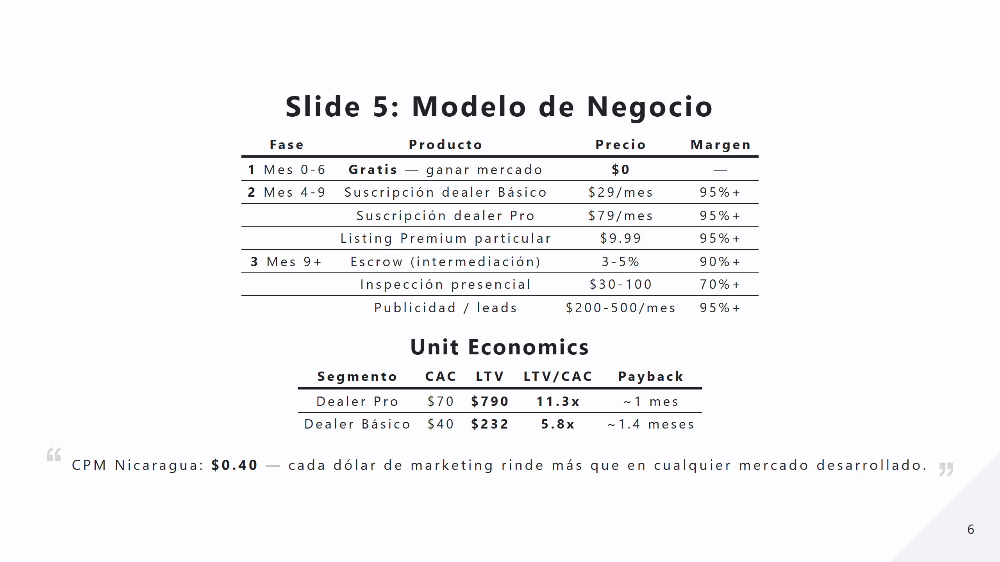 Slide 5: Modelo de Negocio
Fase Producto Precio Margen
1 Mes 0-6 Gratis — ganar mercado $0 —
2 Mes 4-9 Suscripción dealer Básico $29/mes 95%+
Suscripción dealer Pro $79/mes 95%+
Listing Premium particular $9.99 95%+
3 Mes 9+ Escrow (intermediación) 3-5% 90%+
Inspección presencial $30-100 70%+
Publicidad / leads $200-500/mes 95%+
Unit Economics
Segmento CAC LTV LTV/CAC Payback
Dealer Pro $70 $790 11.3x ~1 mes
Dealer Básico $40 $232 5.8x ~1.4 meses
“ CPM Nicaragua: $0.40 — cada dólar de marketing rinde más que en cualquier mercado desarrollado. ”
6